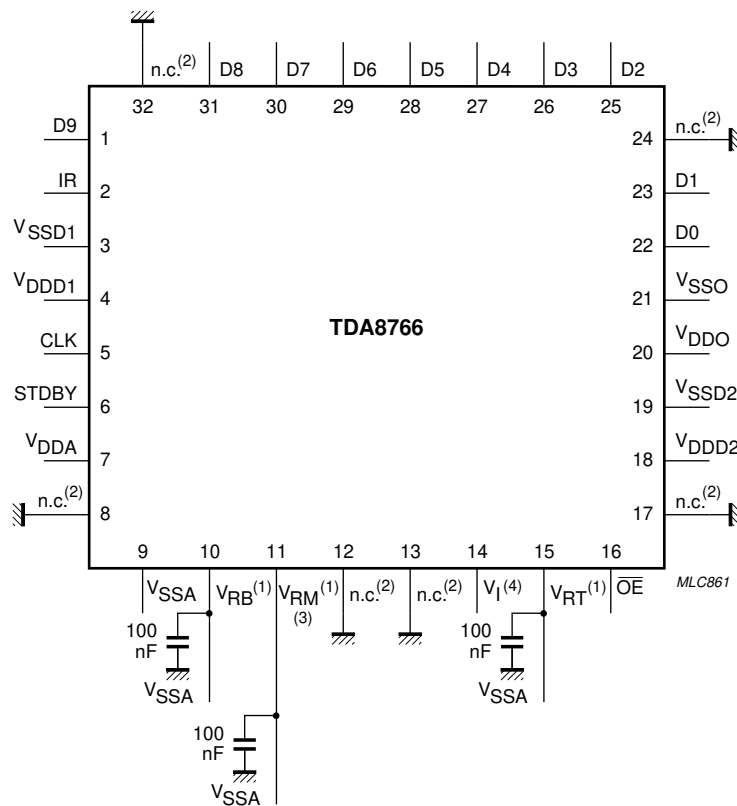 n.c.(2) D8 D7 D6 D5 D4 D3 D2
32 31 30 29 28 27 26 25
D9 1 24 n.c.(2)
IR 2 23 D1
VSSD1 3 22 D0
VDDD1 4 21 VSSO
TDA8766
CLK 5 20 VDDO
STDBY 6 19 VSSD2
VDDA 7 18 VDDD2
n.c.(2) 8 17 n.c.(2)
9 10 11 12 13 14 15 16
VSSA VRB(1) VRM(1) n.c.(2) n.c.(2) VI(4) VRT(1) OE MLC861
(3)
100 100
nF nF
VSSA VSSA
100
nF
VSSA